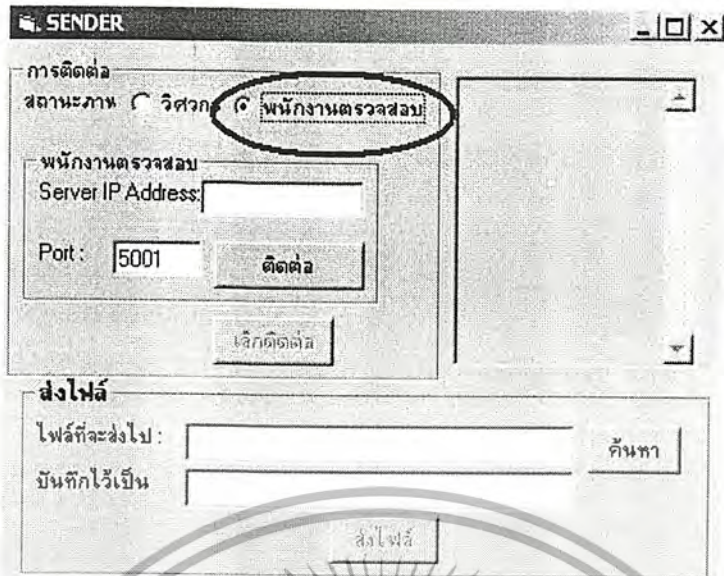 SENDER
การติดต่อ
สถานะภาพ วิศวกร พนักงานตรวจสอบ
พนักงานตรวจสอบ
Server IP Address:
Port : 5001 ติดต่อ
เลิกติดต่อ
ส่งไฟล์
ไฟล์ที่จะส่งไป : ค้นหา
บันทึกไว้เป็น
ส่งไฟล์